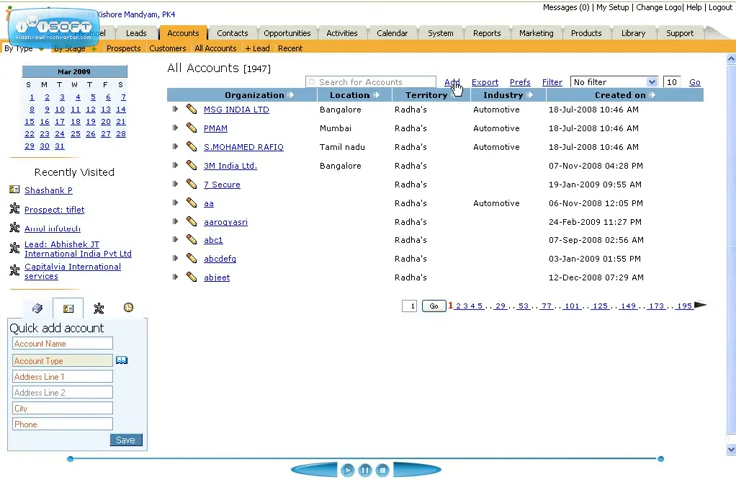 Kishore Mandyam, PK4
Messages (0) | My Setup | Change Logo | Help | Logout
Leads Accounts Contacts Opportunities Activities Calendar System Reports Marketing Products Library Support
By Type By Stage Prospects Customers All Accounts + Lead Recent
All Accounts [1947]
Search for Accounts Add Export Prefs Filter No filter 10 Go
Organization Location Territory Industry Created on
MSG INDIA LTD Bangalore Radha's Automotive 18-Jul-2008 10:46 AM
PMAM Mumbai Radha's Automotive 18-Jul-2008 10:46 AM
S.MOHAMED RAFIQ Tamil nadu Radha's Automotive 18-Jul-2008 10:46 AM
3M India Ltd. Bangalore Radha's 07-Nov-2008 04:28 PM
7 Secure Radha's 19-Jan-2009 09:55 AM
aa Radha's Automotive 06-Nov-2008 12:05 PM
aarogyasri Radha's 24-Feb-2009 11:27 PM
abc1 Radha's 07-Sep-2008 02:56 AM
abcdefg Radha's 03-Jan-2009 01:55 PM
abjeet Radha's 12-Dec-2008 07:29 AM
1 Go 1 2 3 4 5 .. 29 .. 53 .. 77 .. 101 .. 125 .. 149 .. 173 .. 195
Mar 2009
S M T W T F S
1 2 3 4 5 6 7
8 9 10 11 12 13 14
15 16 17 18 19 20 21
22 23 24 25 26 27 28
29 30 31
Recently Visited
Shashank P
Prospect: tiflet
Amol infotech
Lead: Abhishek JT
International India Pvt Ltd
Capitalvia International
services
Quick add account
Account Name
Account Type
Address Line 1
Address Line 2
City
Phone
Save